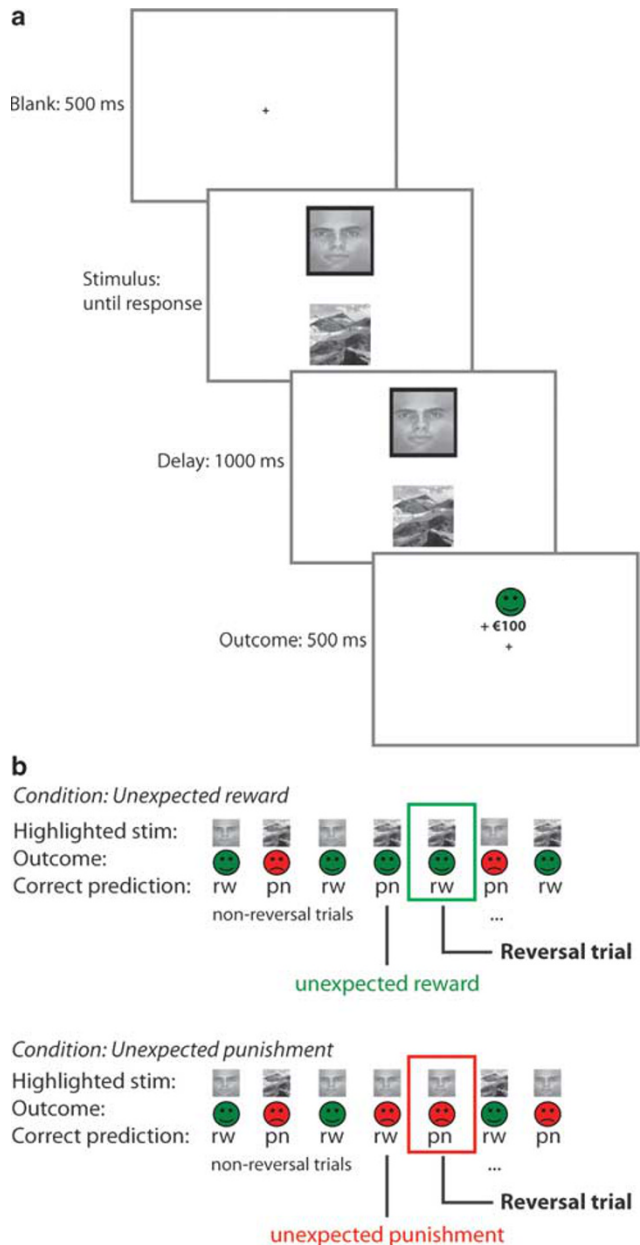 a
Blank: 500 ms
+
Stimulus:
until response
Delay: 1000 ms
+ €100
Outcome: 500 ms
+
b
Condition: Unexpected reward
Highlighted stim:
Outcome:
Correct prediction: rw pn rw pn rw pn rw
non-reversal trials ...
Reversal trial
unexpected reward
Condition: Unexpected punishment
Highlighted stim:
Outcome:
Correct prediction: rw pn rw rw pn rw pn
non-reversal trials ...
Reversal trial
unexpected punishment